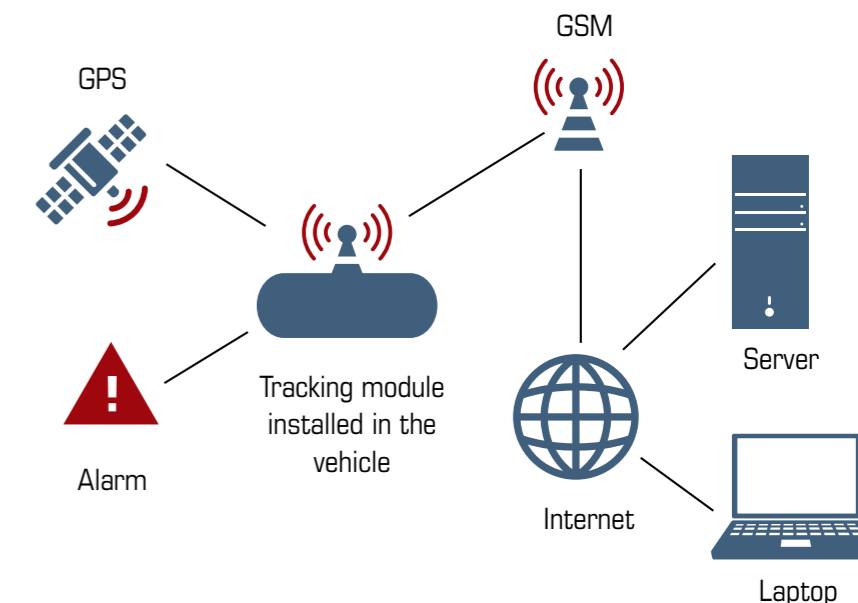 GSM
GPS
Server
Tracking module
installed in the
vehicle
Alarm
Internet
Laptop